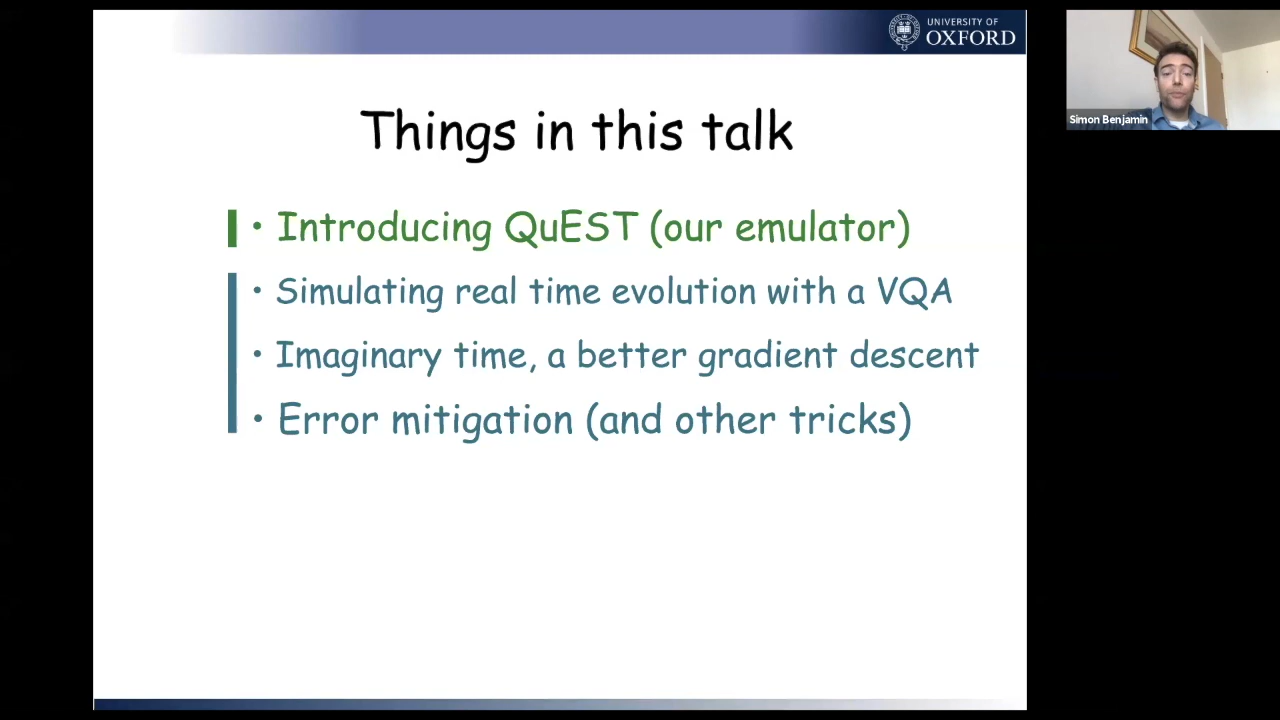 UNIVERSITY OF
OXFORD
Simon Benjamin
Things in this talk
• Introducing QuEST (our emulator)
• Simulating real time evolution with a VQA
• Imaginary time, a better gradient descent
• Error mitigation (and other tricks)